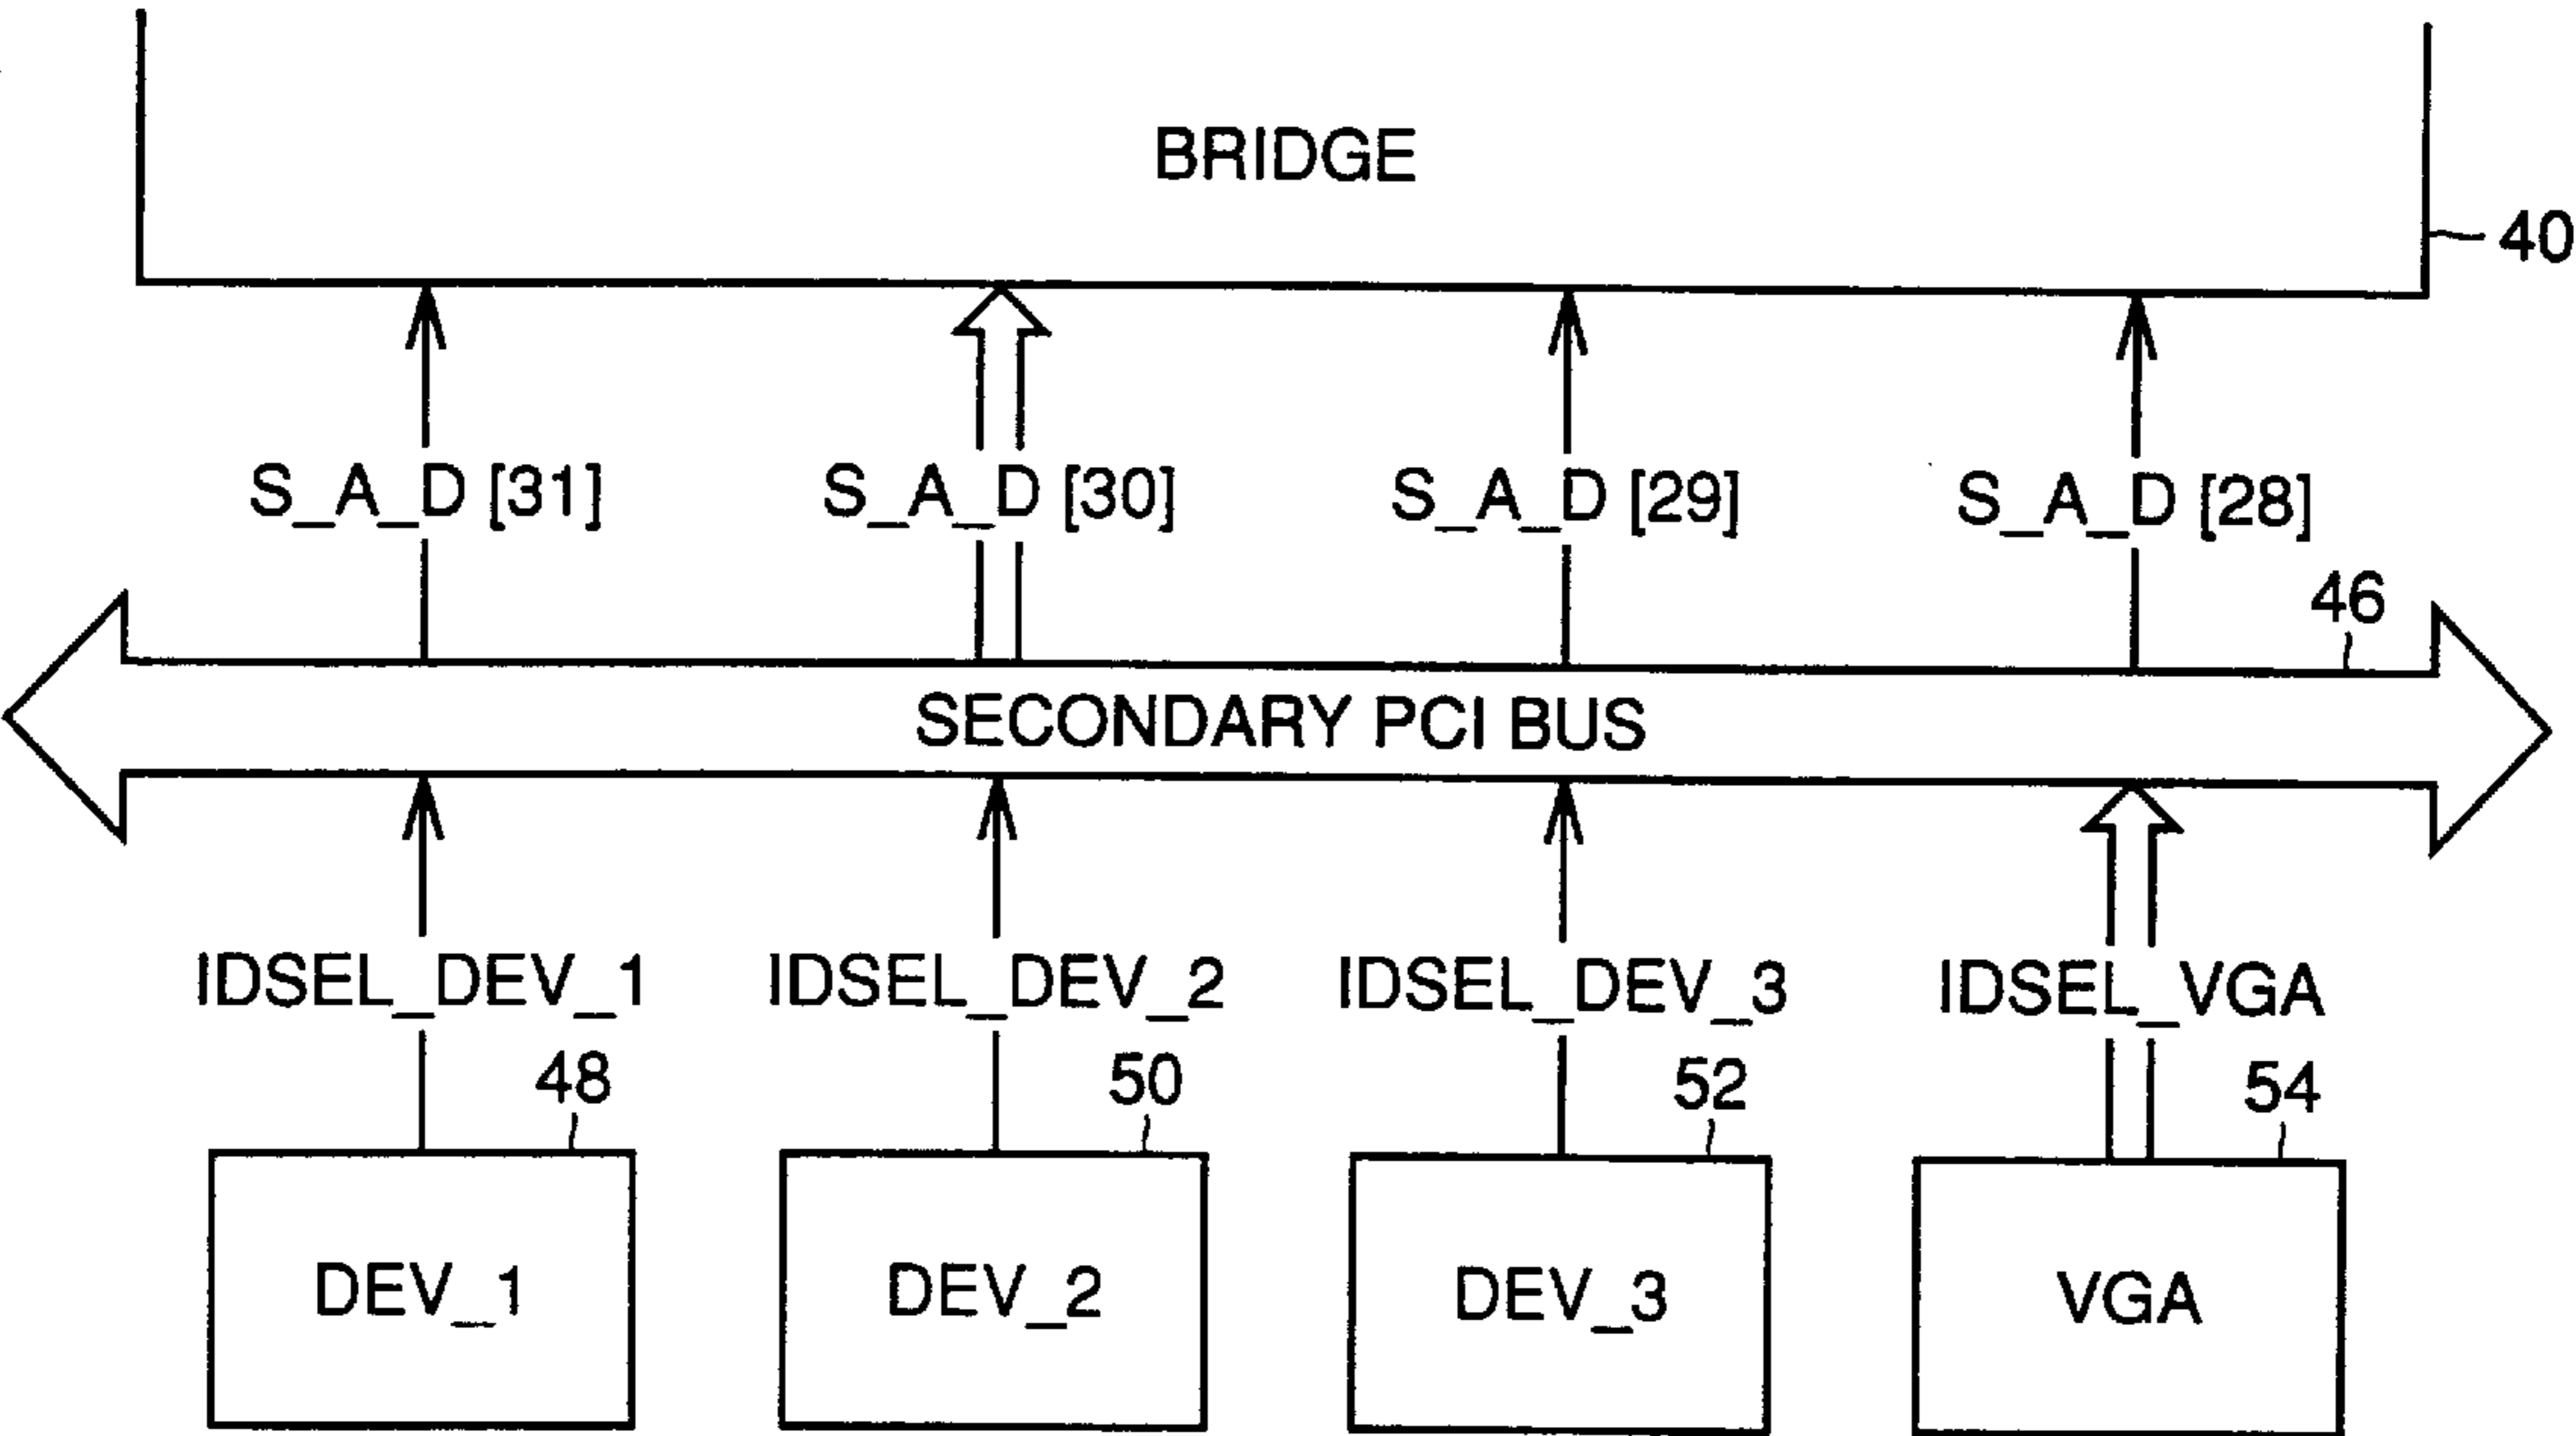 BRIDGE
40
S_A_D [31] S_A_D [30] S_A_D [29] S_A_D [28]
46
SECONDARY PCI BUS
IDSEL_DEV_1 IDSEL_DEV_2 IDSEL_DEV_3 IDSEL_VGA
48 50 52 54
DEV_1 DEV_2 DEV_3 VGA